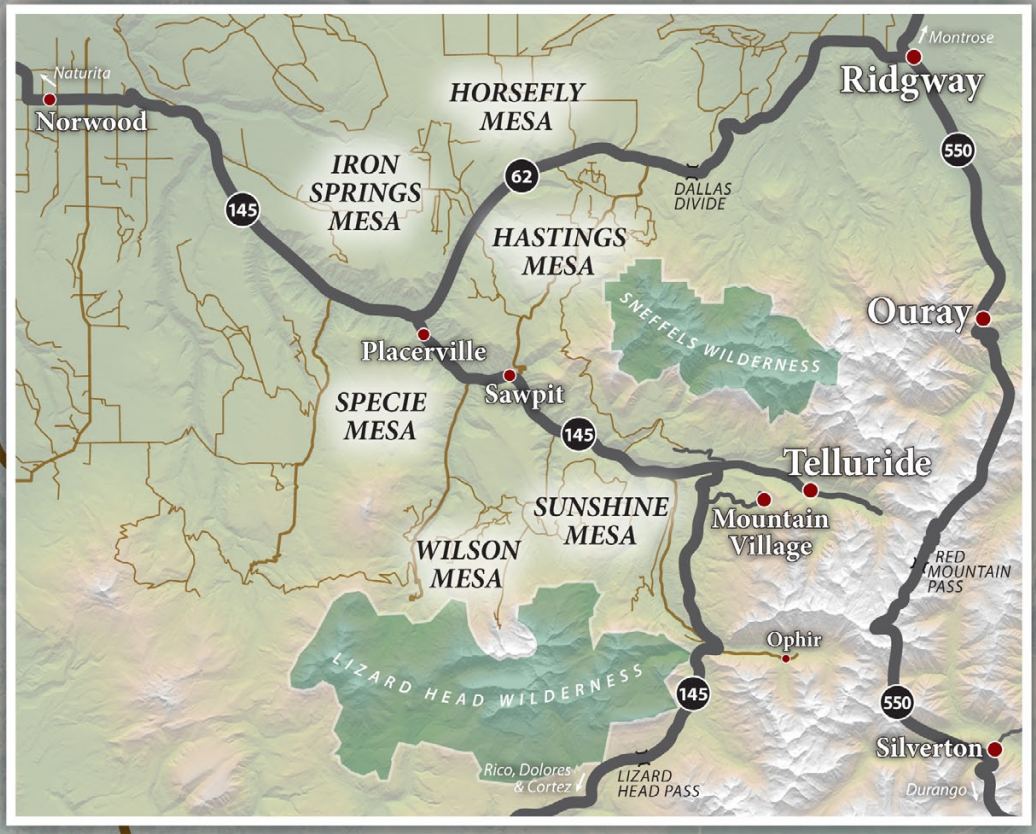 Montrose
Ridgway
Naturita
Norwood
HORSEFLY
MESA
550
IRON
SPRINGS
MESA
62
DALLAS
DIVIDE
145
HASTINGS
MESA
SNEFFELS WILDERNESS
Ouray
Placerville
Sawpit
SPECIE
MESA
145
Telluride
SUNSHINE
MESA
Mountain
Village
WILSON
MESA
RED
MOUNTAIN
PASS
Ophir
LIZARD HEAD WILDERNESS
145
550
Silverton
Rico, Dolores
& Cortez
LIZARD
HEAD PASS
Durango